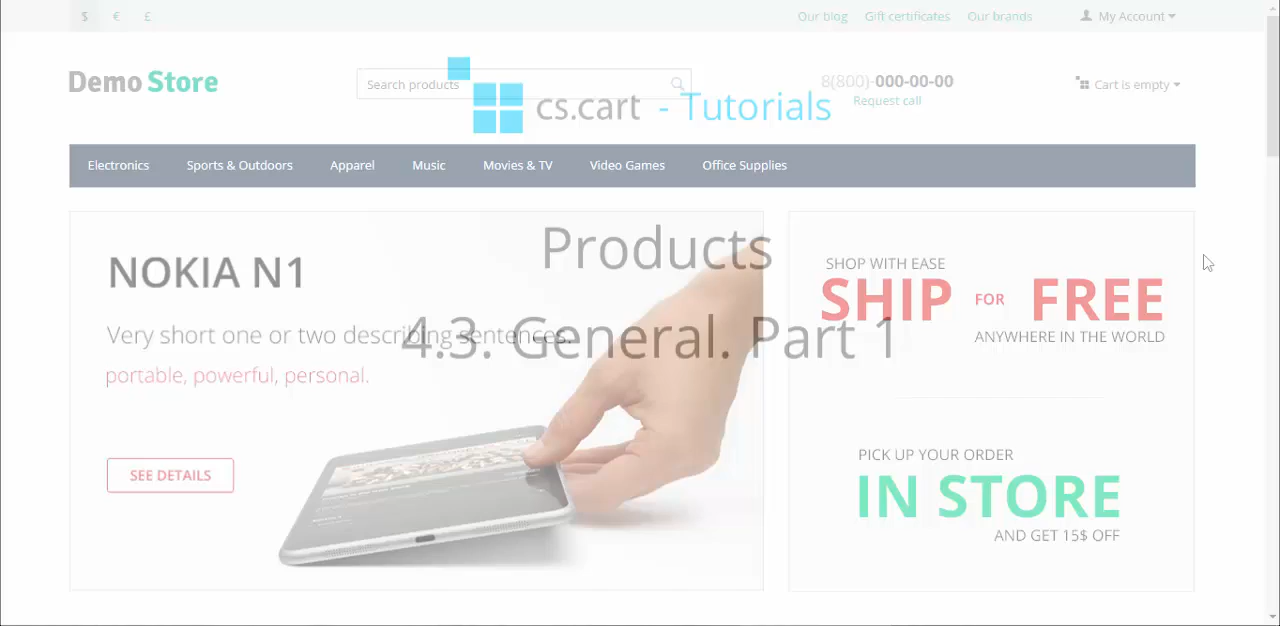 $ € £ Our blog Gift certificates Our brands My Account
Demo Store Search products 8(800)-000-00-00 Cart is empty
Request call
cs.cart - Tutorials
Electronics Sports & Outdoors Apparel Music Movies & TV Video Games Office Supplies
Products
4.3. General. Part 1
NOKIA N1
Very short one or two describing sentences.
portable, powerful, personal.
SEE DETAILS
SHOP WITH EASE
SHIP FOR FREE
ANYWHERE IN THE WORLD
PICK UP YOUR ORDER
IN STORE
AND GET 15$ OFF